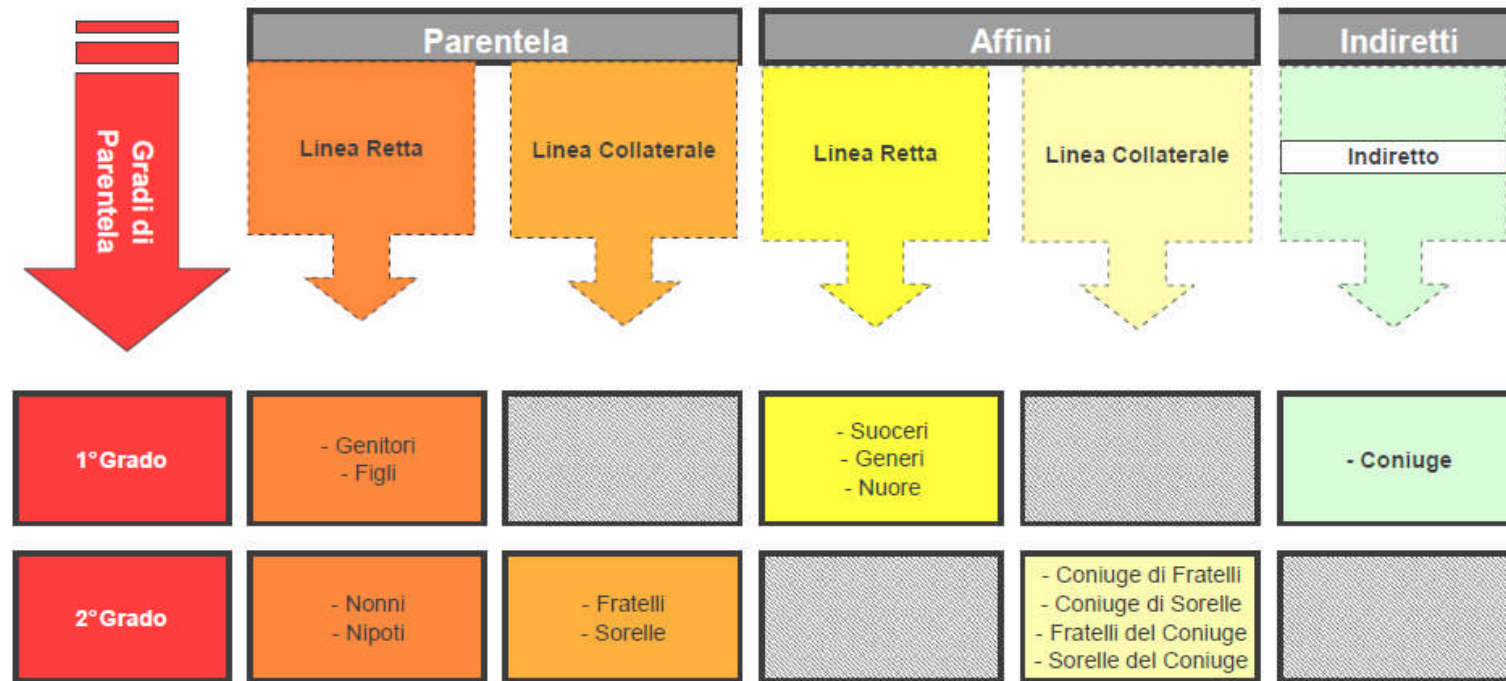 Parentela
Affini
Indiretti
Gradi di
Parentela
Linea Retta
Linea Collaterale
Linea Retta
Linea Collaterale
Indiretto
1°Grado
- Genitori
- Figli
- Suoceri
- Generi
- Nuore
- Coniuge
2°Grado
- Nonni
- Nipoti
- Fratelli
- Sorelle
- Coniuge di Fratelli
- Coniuge di Sorelle
- Fratelli del Coniuge
- Sorelle del Coniuge